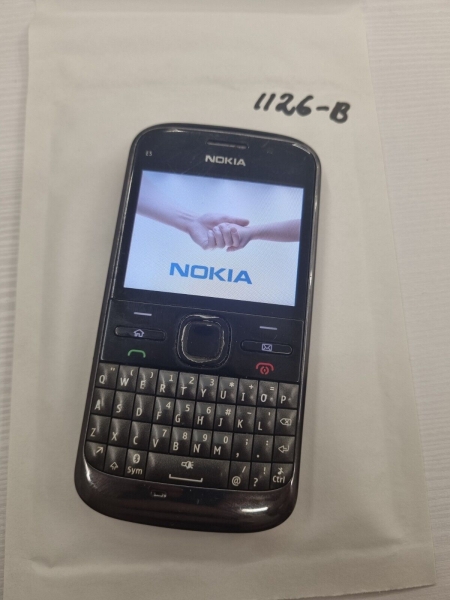 1126-B
E5
NOKIA
NOKIA
Q W E R T Y U I O P
A S D F G H J K L
Z X C V B N M , .
Sym @ ? Ctrl